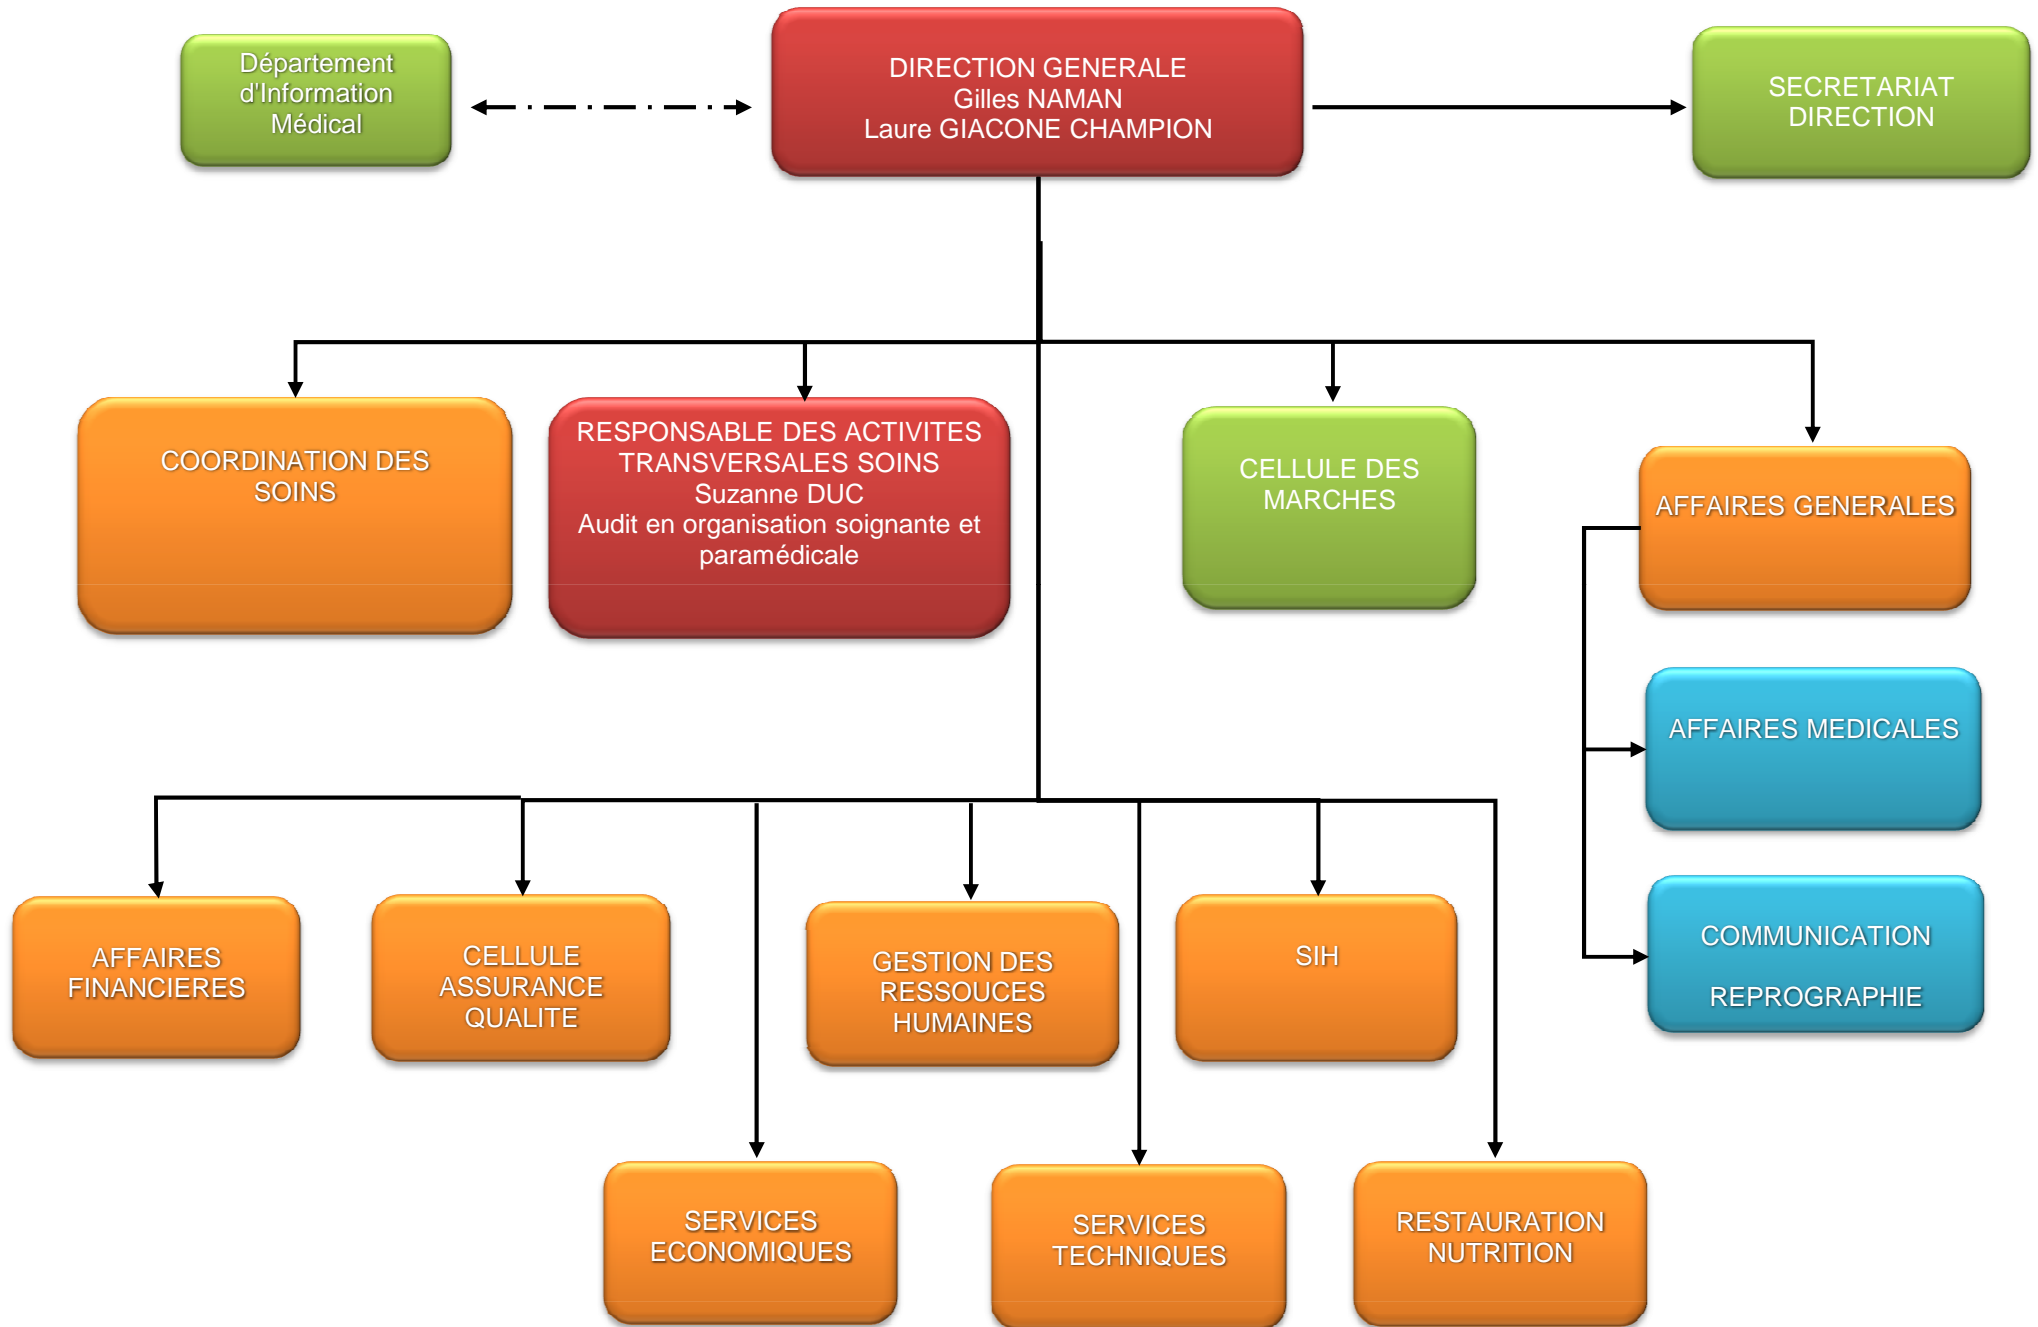 Département
d'Information
Médical
DIRECTION GENERALE
Gilles NAMAN
Laure GIACONE CHAMPION
SECRETARIAT
DIRECTION
COORDINATION DES
SOINS
RESPONSABLE DES ACTIVITES
TRANSVERSALES SOINS
Suzanne DUC
Audit en organisation soignante et
paramédicale
CELLULE DES
MARCHES
AFFAIRES GENERALES
AFFAIRES MEDICALES
COMMUNICATION
REPROGRAPHIE
AFFAIRES
FINANCIERES
CELLULE
ASSURANCE
QUALITE
GESTION DES
RESSOUCES
HUMAINES
SIH
SERVICES
ECONOMIQUES
SERVICES
TECHNIQUES
RESTAURATION
NUTRITION